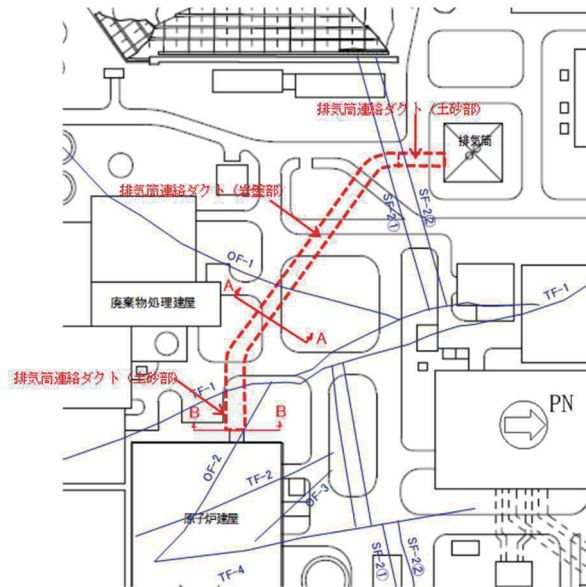 排気筒連絡ダクト（土砂部）
排気筒
排気筒連絡ダクト（岩盤部）
SF-2①
SF-2②
OF-1
A
TF-1
廃棄物処理建屋
A
排気筒連絡ダクト（土砂部）
TF-1
PN
B
B
OF-2
TF-2
OF-3
原子炉建屋
SF-2①
SF-2②
TF-4